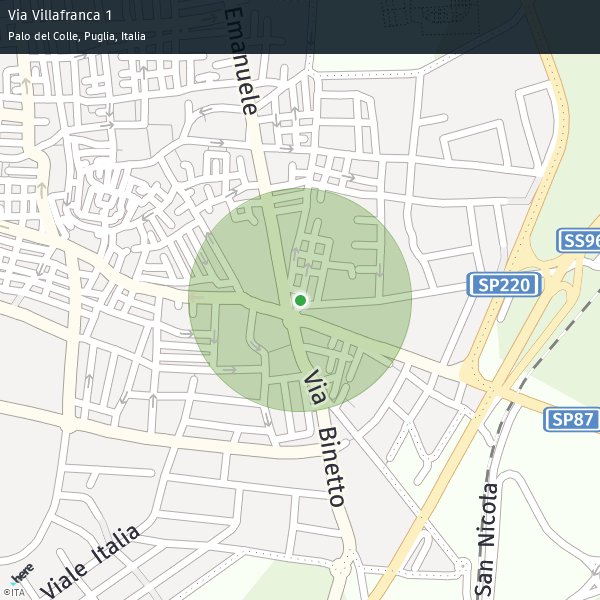 Via Villafranca 1
Palo del Colle, Puglia, Italia
Emanuele
SS96
SP220
Via Binetto
SP87
San Nicola
Viale Italia
here
©ITA